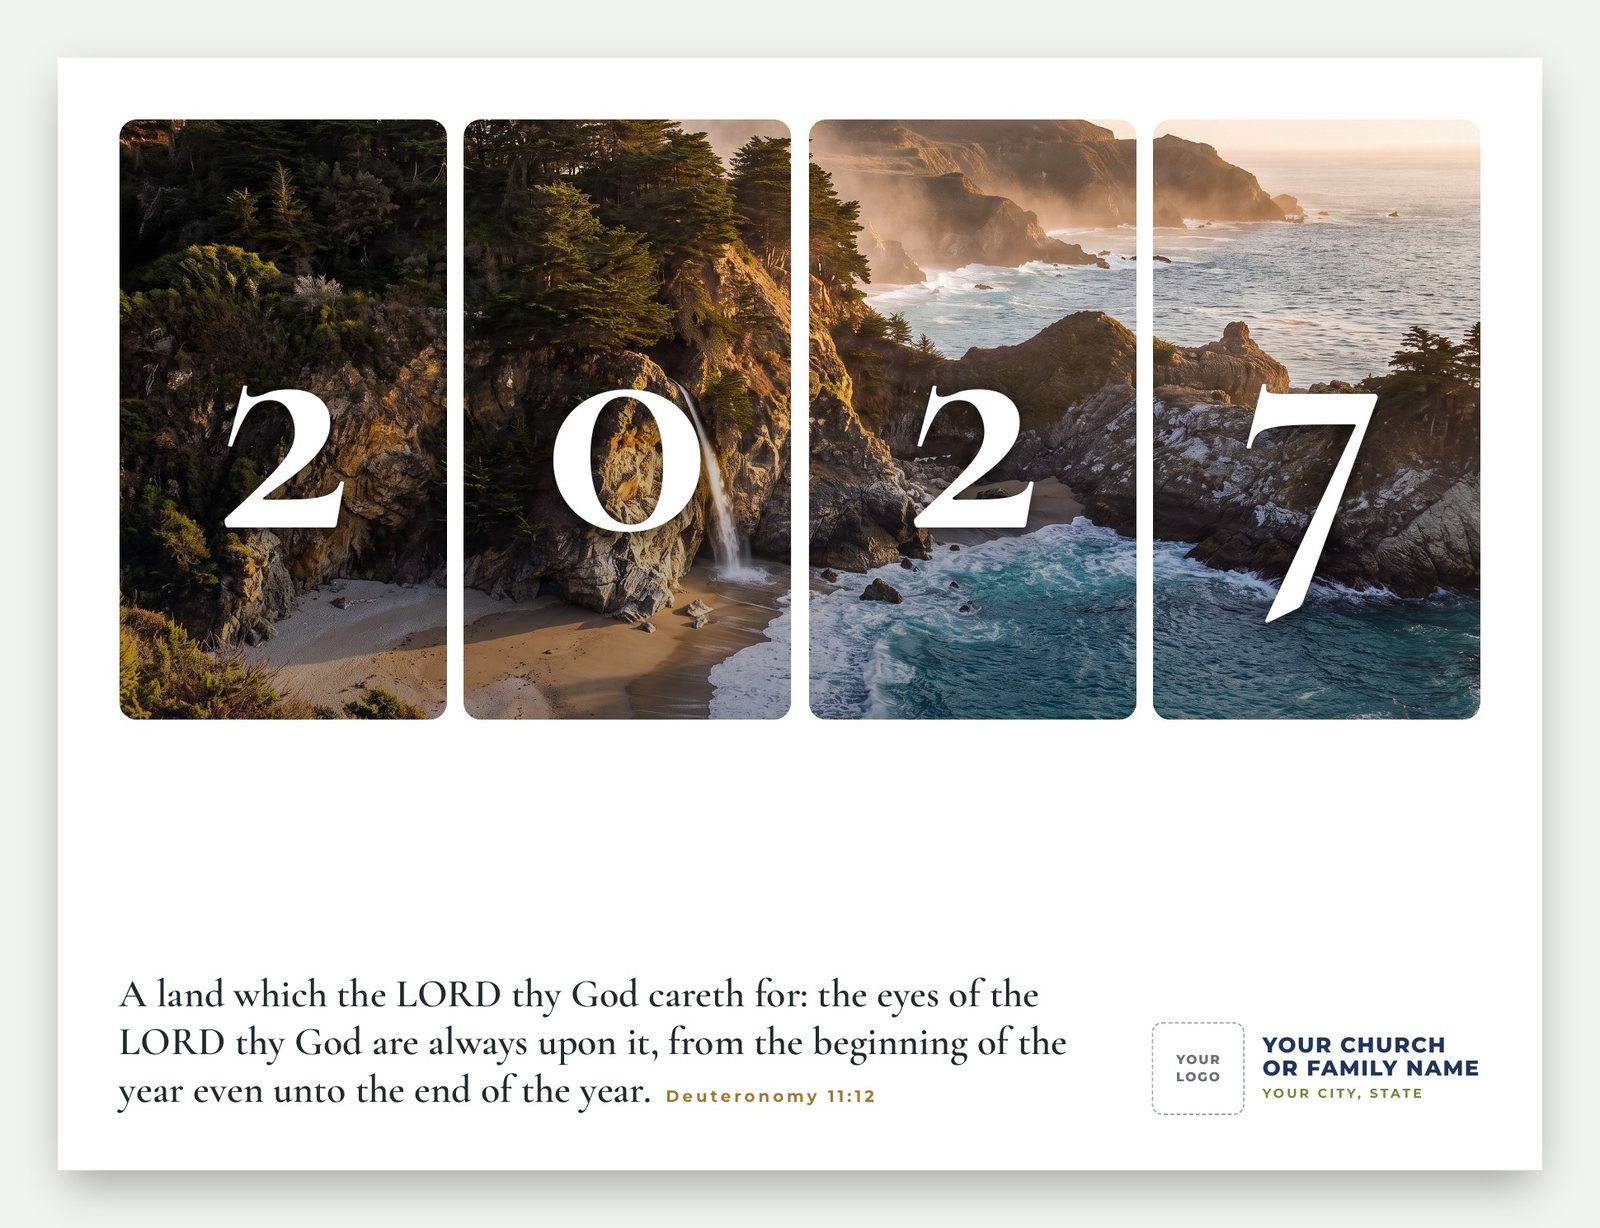 2027
A land which the LORD thy God careth for: the eyes of the
LORD thy God are always upon it, from the beginning of the
year even unto the end of the year. Deuteronomy 11:12
YOUR
LOGO
YOUR CHURCH
OR FAMILY NAME
YOUR CITY, STATE